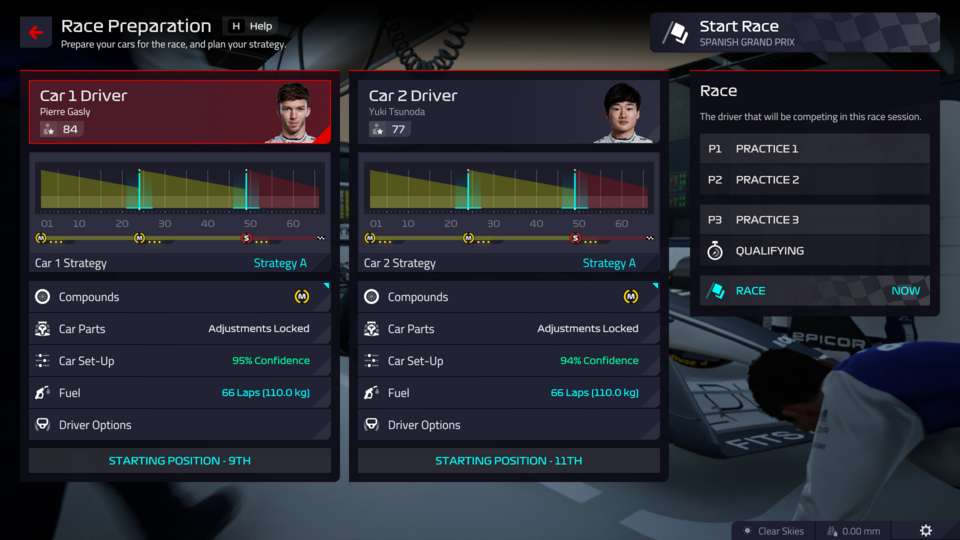 Race Preparation
H Help
Prepare your cars for the race, and plan your strategy.
Start Race
SPANISH GRAND PRIX
Car 1 Driver
Pierre Gasly
84
01 10 20 30 40 50 60
M M S
Car 1 Strategy Strategy A
Compounds M
Car Parts Adjustments Locked
Car Set-Up 95% Confidence
Fuel 66 Laps (110.0 kg)
Driver Options
STARTING POSITION - 9TH
Car 2 Driver
Yuki Tsunoda
77
01 10 20 30 40 50 60
M M S
Car 2 Strategy Strategy A
Compounds M
Car Parts Adjustments Locked
Car Set-Up 94% Confidence
Fuel 66 Laps (110.0 kg)
Driver Options
STARTING POSITION - 11TH
Race
The driver that will be competing in this race session.
P1 PRACTICE 1
P2 PRACTICE 2
P3 PRACTICE 3
QUALIFYING
RACE NOW
EPICOR
FITS
Clear Skies 0.00 mm